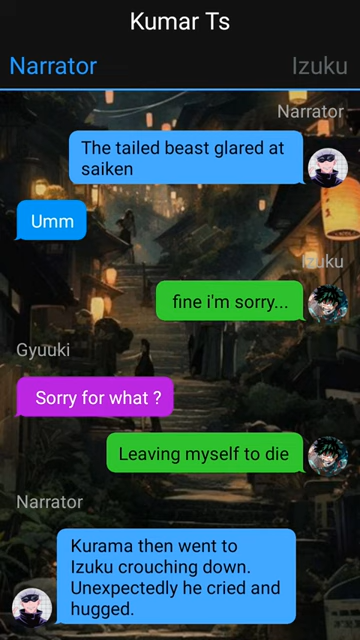 Kumar Ts
Narrator
Izuku
Narrator
The tailed beast glared at
saiken
Umm
Izuku
fine i'm sorry...
Gyuuki
Sorry for what ?
Leaving myself to die
Narrator
Kurama then went to
Izuku crouching down.
Unexpectedly he cried and
hugged.